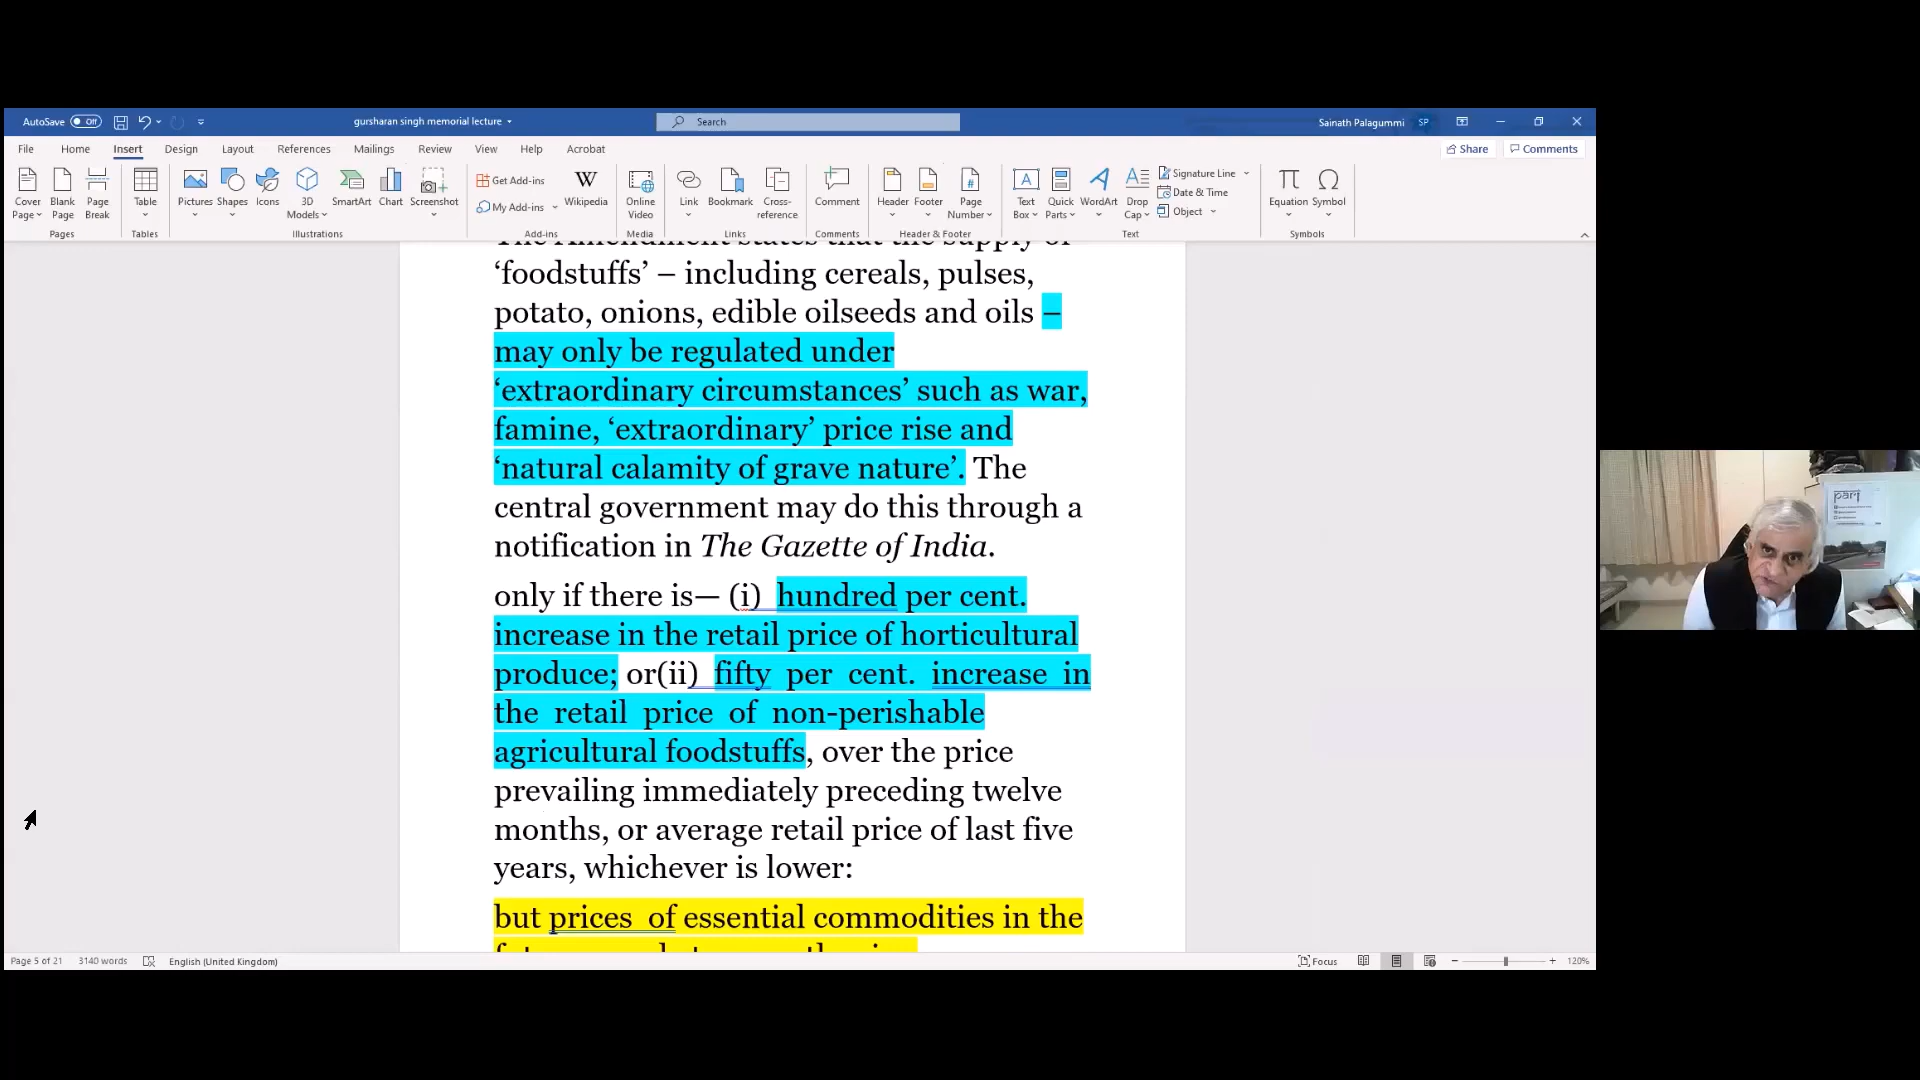 AutoSave Off gursharan singh memorial lecture Search Sainath Palagummi SP
File Home Insert Design Layout References Mailings Review View Help Acrobat Share Comments
Cover Page Blank Page Page Break Table Pictures Shapes Icons 3D Models SmartArt Chart Screenshot Get Add-ins My Add-ins Wikipedia Online Video Link Bookmark Cross-reference Comment Header Footer Page Number Text Box Quick Parts WordArt Drop Cap Signature Line Date & Time Object Equation Symbol
Pages Tables Illustrations Add-ins Media Links Comments Header & Footer Text Symbols
The Amendment states that the supply of
‘foodstuffs’ – including cereals, pulses,
potato, onions, edible oilseeds and oils –
may only be regulated under
‘extraordinary circumstances’ such as war,
famine, ‘extraordinary’ price rise and
‘natural calamity of grave nature’. The
central government may do this through a
notification in The Gazette of India.
only if there is— (i) hundred per cent.
increase in the retail price of horticultural
produce; or(ii) fifty per cent. increase in
the retail price of non-perishable
agricultural foodstuffs, over the price
prevailing immediately preceding twelve
months, or average retail price of last five
years, whichever is lower:
but prices of essential commodities in the
Page 5 of 21 3140 words English (United Kingdom) Focus 120%
pari